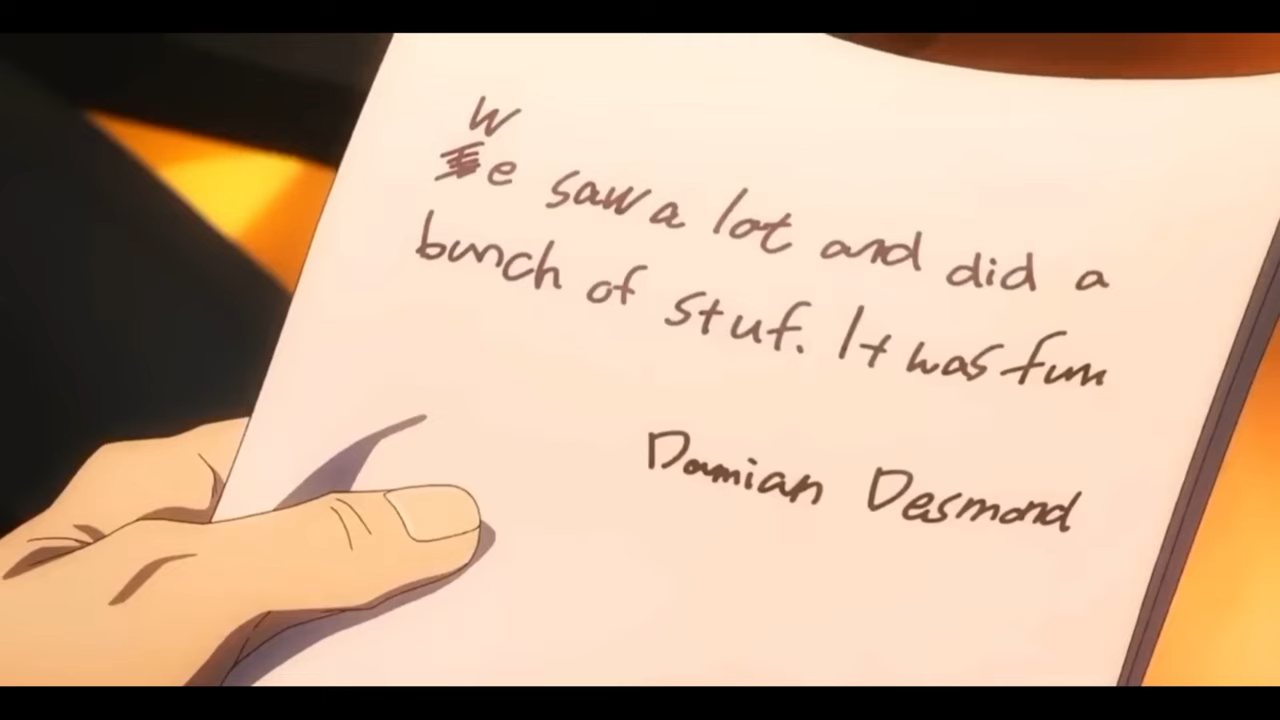 We saw a lot and did a
bunch of stuf. It was fun
Damian Desmond